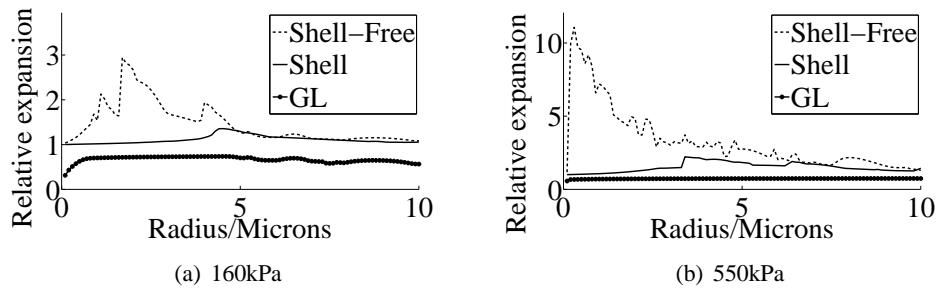 Relative expansion
3
2
1
0
0
5
10
Radius/Microns
Shell–Free
Shell
GL
(a) 160kPa
Relative expansion
10
5
0
0
5
10
Radius/Microns
Shell–Free
Shell
GL
(b) 550kPa